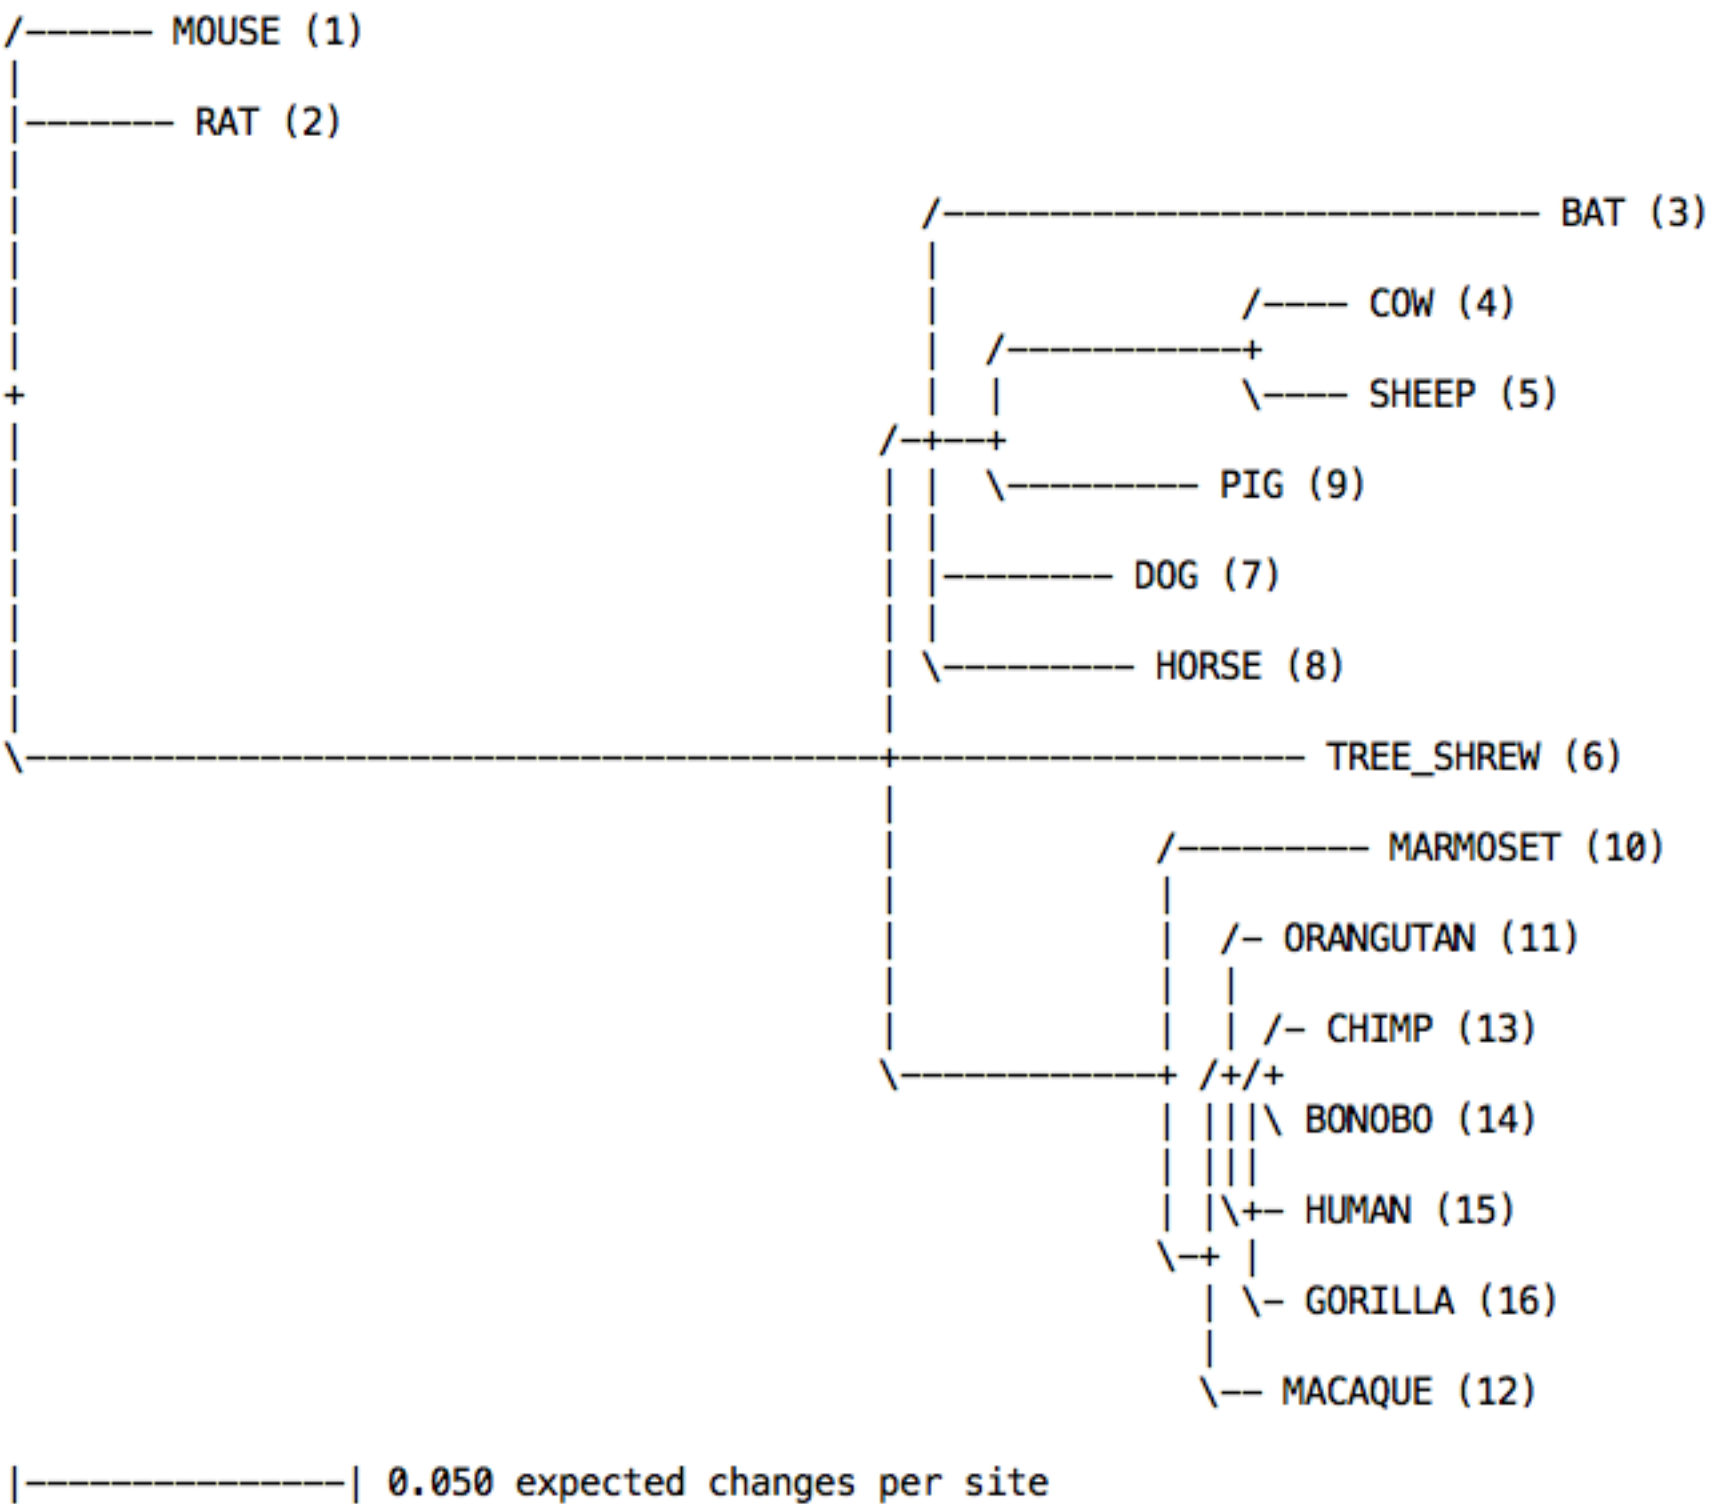 /------ MOUSE (1)
|
|------- RAT (2)
|
|                                          /---------------------------- BAT (3)
|                                          |
|                                          |              /---- COW (4)
|                                          |  /-----------+
+                                          |  |           \---- SHEEP (5)
|                                        /-+--+
|                                        | |  \--------- PIG (9)
|                                        | |
|                                        | |-------- DOG (7)
|                                        | |
|                                        | \--------- HORSE (8)
|                                        |
\----------------------------------------+------------------- TREE_SHREW (6)
                                         |
                                         |            /--------- MARMOSET (10)
                                         |            |
                                         |            |  /- ORANGUTAN (11)
                                         |            |  |
                                         |            |  | /- CHIMP (13)
                                         \------------+ /+/+
                                                      | |||\ BONOBO (14)
                                                      | |||
                                                      | |\+- HUMAN (15)
                                                      \-+ |
                                                        | \- GORILLA (16)
                                                        |
                                                        \-- MACAQUE (12)
|---------------| 0.050 expected changes per site